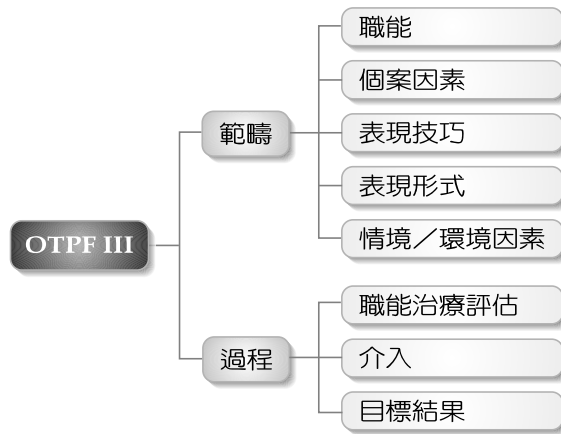 OTPF III
範疇
職能
個案因素
表現技巧
表現形式
情境／環境因素
過程
職能治療評估
介入
目標結果